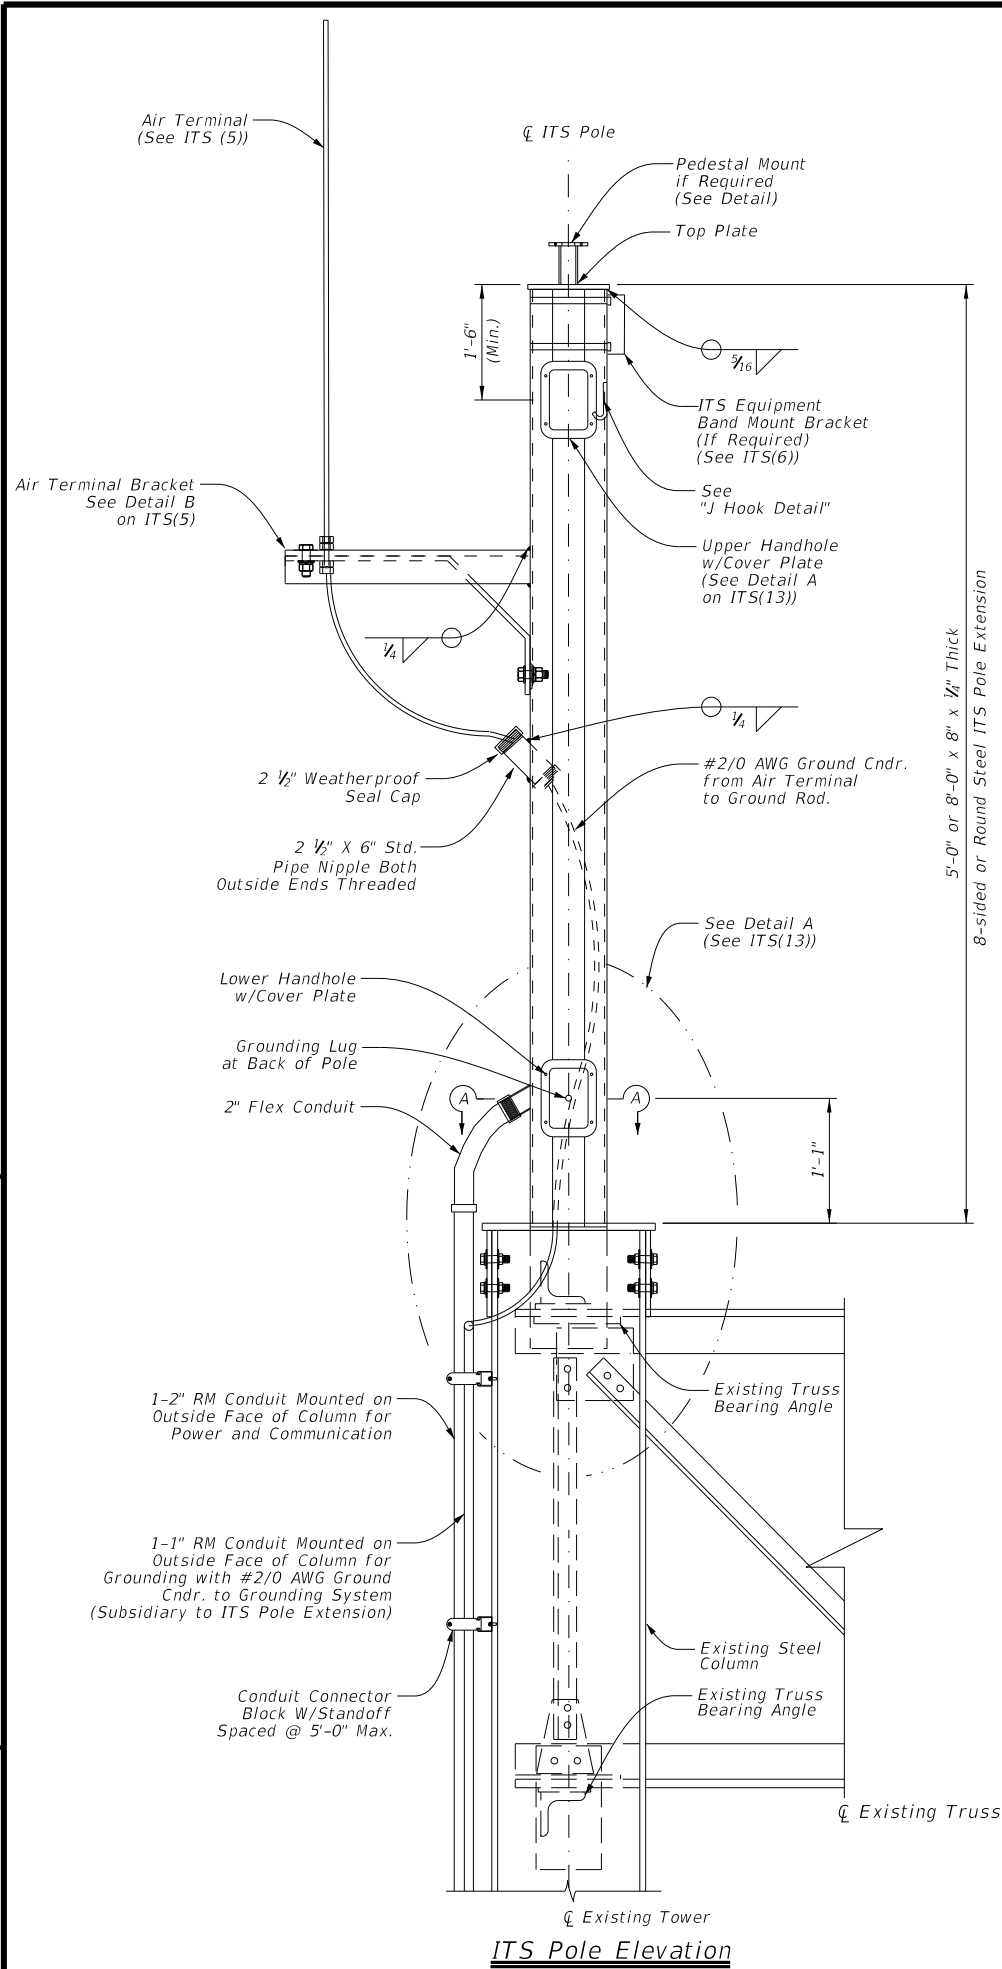 Air Terminal
(See ITS (5))
℄ ITS Pole
Pedestal Mount
if Required
(See Detail)
Top Plate
1'-6"
(Min.)
5/16
ITS Equipment
Band Mount Bracket
(If Required)
(See ITS(6))
Air Terminal Bracket
See Detail B
on ITS(5)
See
"J Hook Detail"
Upper Handhole
w/Cover Plate
(See Detail A
on ITS(13))
1/4
1/4
5'-0" or 8'-0" x 8" x 1/4" Thick
8-sided or Round Steel ITS Pole Extension
2 1/2" Weatherproof
Seal Cap
#2/0 AWG Ground Cndr.
from Air Terminal
to Ground Rod.
2 1/2" X 6" Std.
Pipe Nipple Both
Outside Ends Threaded
See Detail A
(See ITS(13))
Lower Handhole
w/Cover Plate
Grounding Lug
at Back of Pole
2" Flex Conduit
A
A
1'-1"
Existing Truss
Bearing Angle
1-2" RM Conduit Mounted on
Outside Face of Column for
Power and Communication
1-1" RM Conduit Mounted on
Outside Face of Column for
Grounding with #2/0 AWG Ground
Cndr. to Grounding System
(Subsidiary to ITS Pole Extension)
Existing Steel
Column
Conduit Connector
Block W/Standoff
Spaced @ 5'-0" Max.
Existing Truss
Bearing Angle
℄ Existing Truss
℄ Existing Tower
ITS Pole Elevation